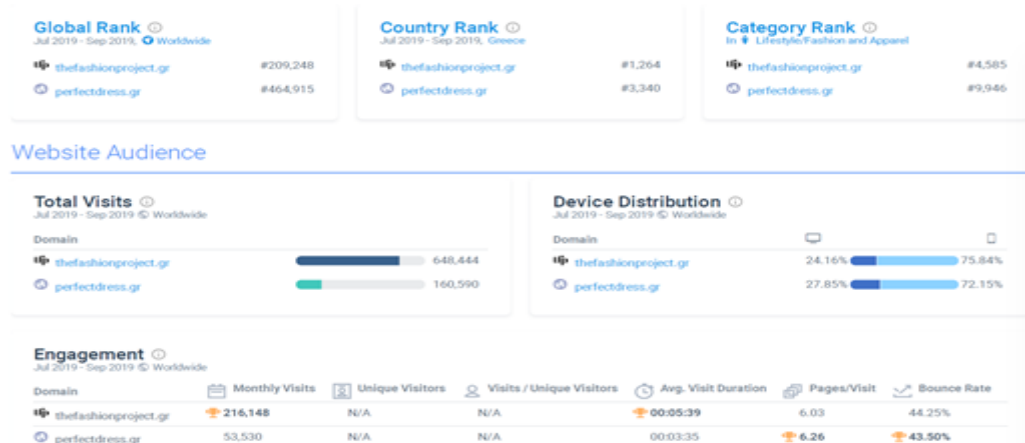 Global Rank
Jul 2019 - Sep 2019, Worldwide
thefashionproject.gr #209,248
perfectdress.gr #464,915
Country Rank
Jul 2019 - Sep 2019, Greece
thefashionproject.gr #1,264
perfectdress.gr #3,340
Category Rank
In Lifestyle/Fashion and Apparel
thefashionproject.gr #4,585
perfectdress.gr #9,946
Website Audience
Total Visits
Jul 2019 - Sep 2019 Worldwide
Domain
thefashionproject.gr 648,444
perfectdress.gr 160,590
Device Distribution
Jul 2019 - Sep 2019 Worldwide
Domain
thefashionproject.gr 24.16% 75.84%
perfectdress.gr 27.85% 72.15%
Engagement
Jul 2019 - Sep 2019 Worldwide
Domain Monthly Visits Unique Visitors Visits / Unique Visitors Avg. Visit Duration Pages/Visit Bounce Rate
thefashionproject.gr 216,148 N/A N/A 00:05:39 6.03 44.25%
perfectdress.gr 53,530 N/A N/A 00:03:35 6.26 43.50%